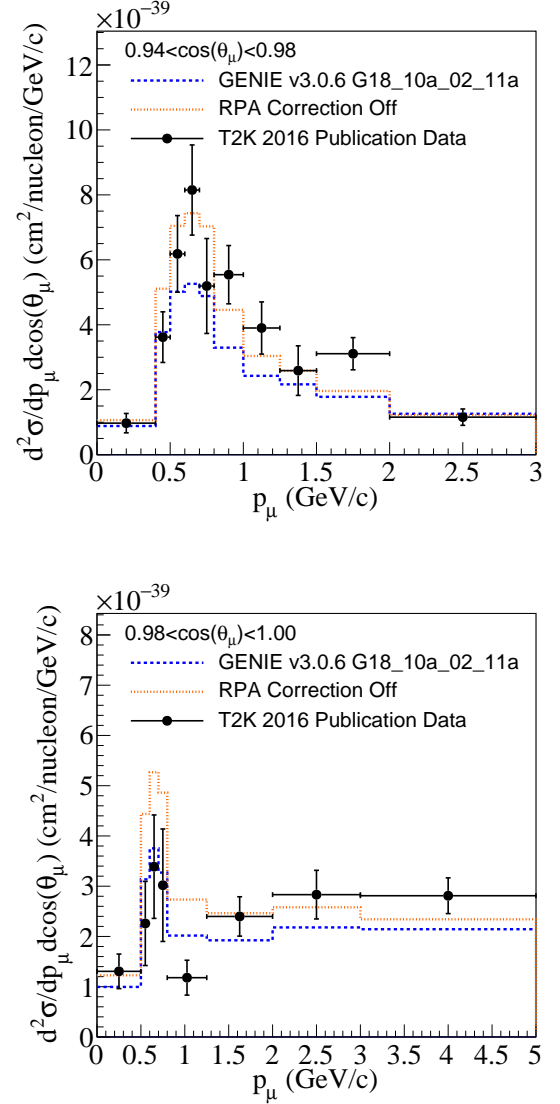 ×10−39
d²σ/dpμ dcos(θμ) (cm²/nucleon/GeV/c)
0.94<cos(θμ)<0.98
GENIE v3.0.6 G18_10a_02_11a
RPA Correction Off
T2K 2016 Publication Data
12
10
8
6
4
2
0
0 0.5 1 1.5 2 2.5 3
pμ (GeV/c)
×10−39
d²σ/dpμ dcos(θμ) (cm²/nucleon/GeV/c)
0.98<cos(θμ)<1.00
GENIE v3.0.6 G18_10a_02_11a
RPA Correction Off
T2K 2016 Publication Data
8
7
6
5
4
3
2
1
0
0 0.5 1 1.5 2 2.5 3 3.5 4 4.5 5
pμ (GeV/c)